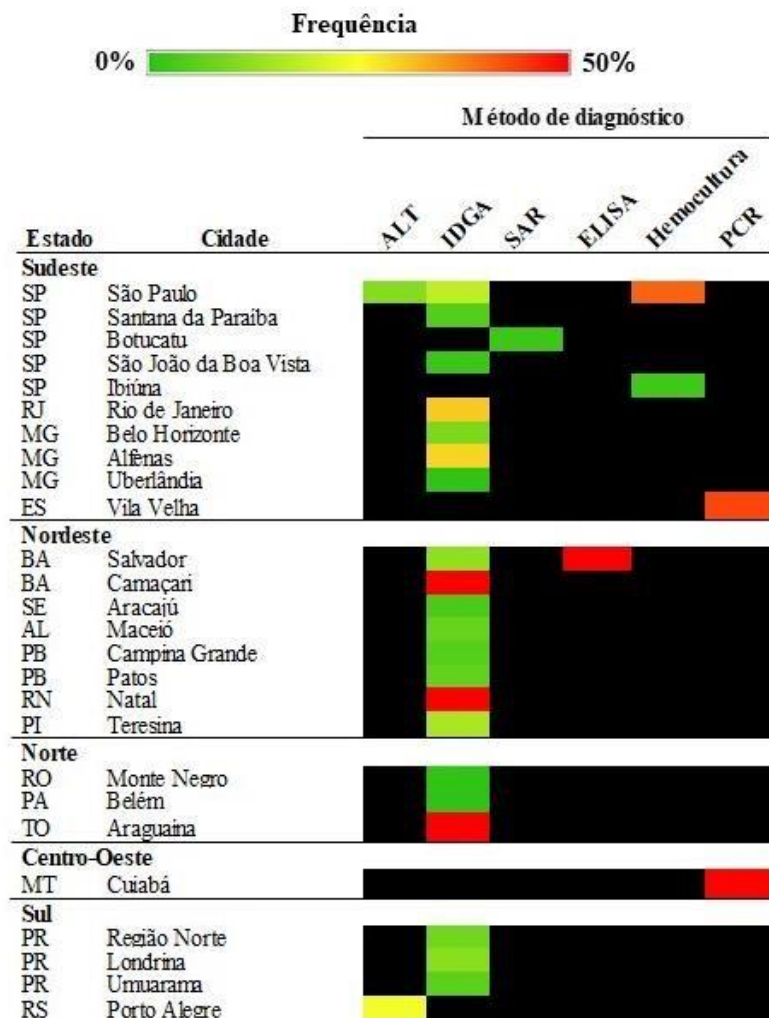 Frequência
0% 50%
Método de diagnóstico
Estado Cidade ALT IDGA SAR ELISA Hemocultura PCR
Sudeste
SP São Paulo
SP Santana da Paraíba
SP Botucatu
SP São João da Boa Vista
SP Ibiúna
RJ Rio de Janeiro
MG Belo Horizonte
MG Alfenas
MG Uberlândia
ES Vila Velha
Nordeste
BA Salvador
BA Camaçari
SE Aracajú
AL Maceió
PB Campina Grande
PB Patos
RN Natal
PI Teresina
Norte
RO Monte Negro
PA Belém
TO Araguaina
Centro-Oeste
MT Cuiabá
Sul
PR Região Norte
PR Londrina
PR Umuarama
RS Porto Alegre